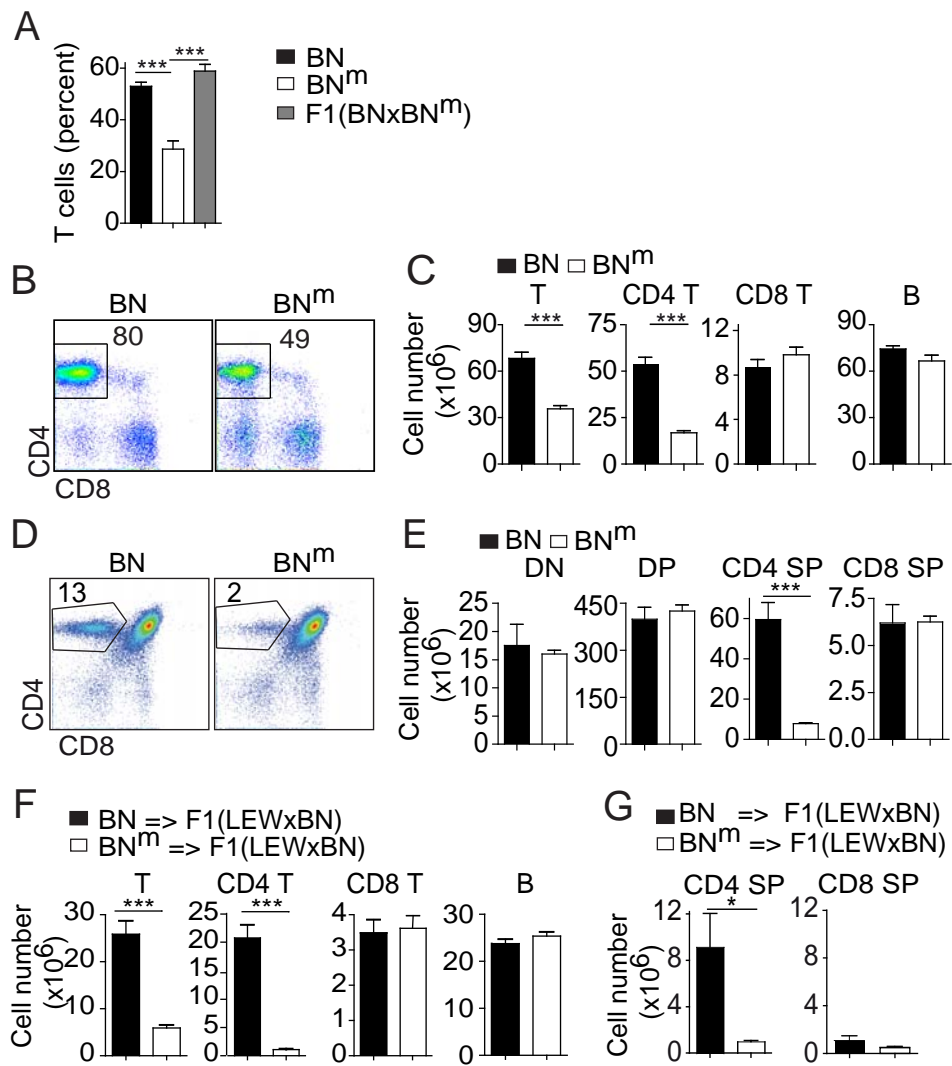 A
T cells (percent)
60
40
20
0
***
***
BN
BNᵐ
F1(BNxBNᵐ)
B
BN
BNᵐ
80
49
CD4
CD8
C
BN BNᵐ
T
CD4 T
CD8 T
B
Cell number
(x10⁶)
90
60
30
0
***
75
50
25
0
***
12
8
4
0
90
60
30
0
D
BN
BNᵐ
13
2
CD4
CD8
E
BN BNᵐ
DN
DP
CD4 SP
CD8 SP
Cell number
(x10⁶)
25
20
15
10
5
0
450
300
150
0
***
60
40
20
0
7.5
5.0
2.5
0.0
F
BN => F1(LEWxBN)
BNᵐ => F1(LEWxBN)
T
CD4 T
CD8 T
B
Cell number
(x10⁶)
30
20
10
0
***
25
20
15
10
5
0
***
4
3
2
1
0
30
20
10
0
G
BN => F1(LEWxBN)
BNᵐ => F1(LEWxBN)
CD4 SP
CD8 SP
Cell number
(x10⁶)
12
8
4
0
*
12
8
4
0